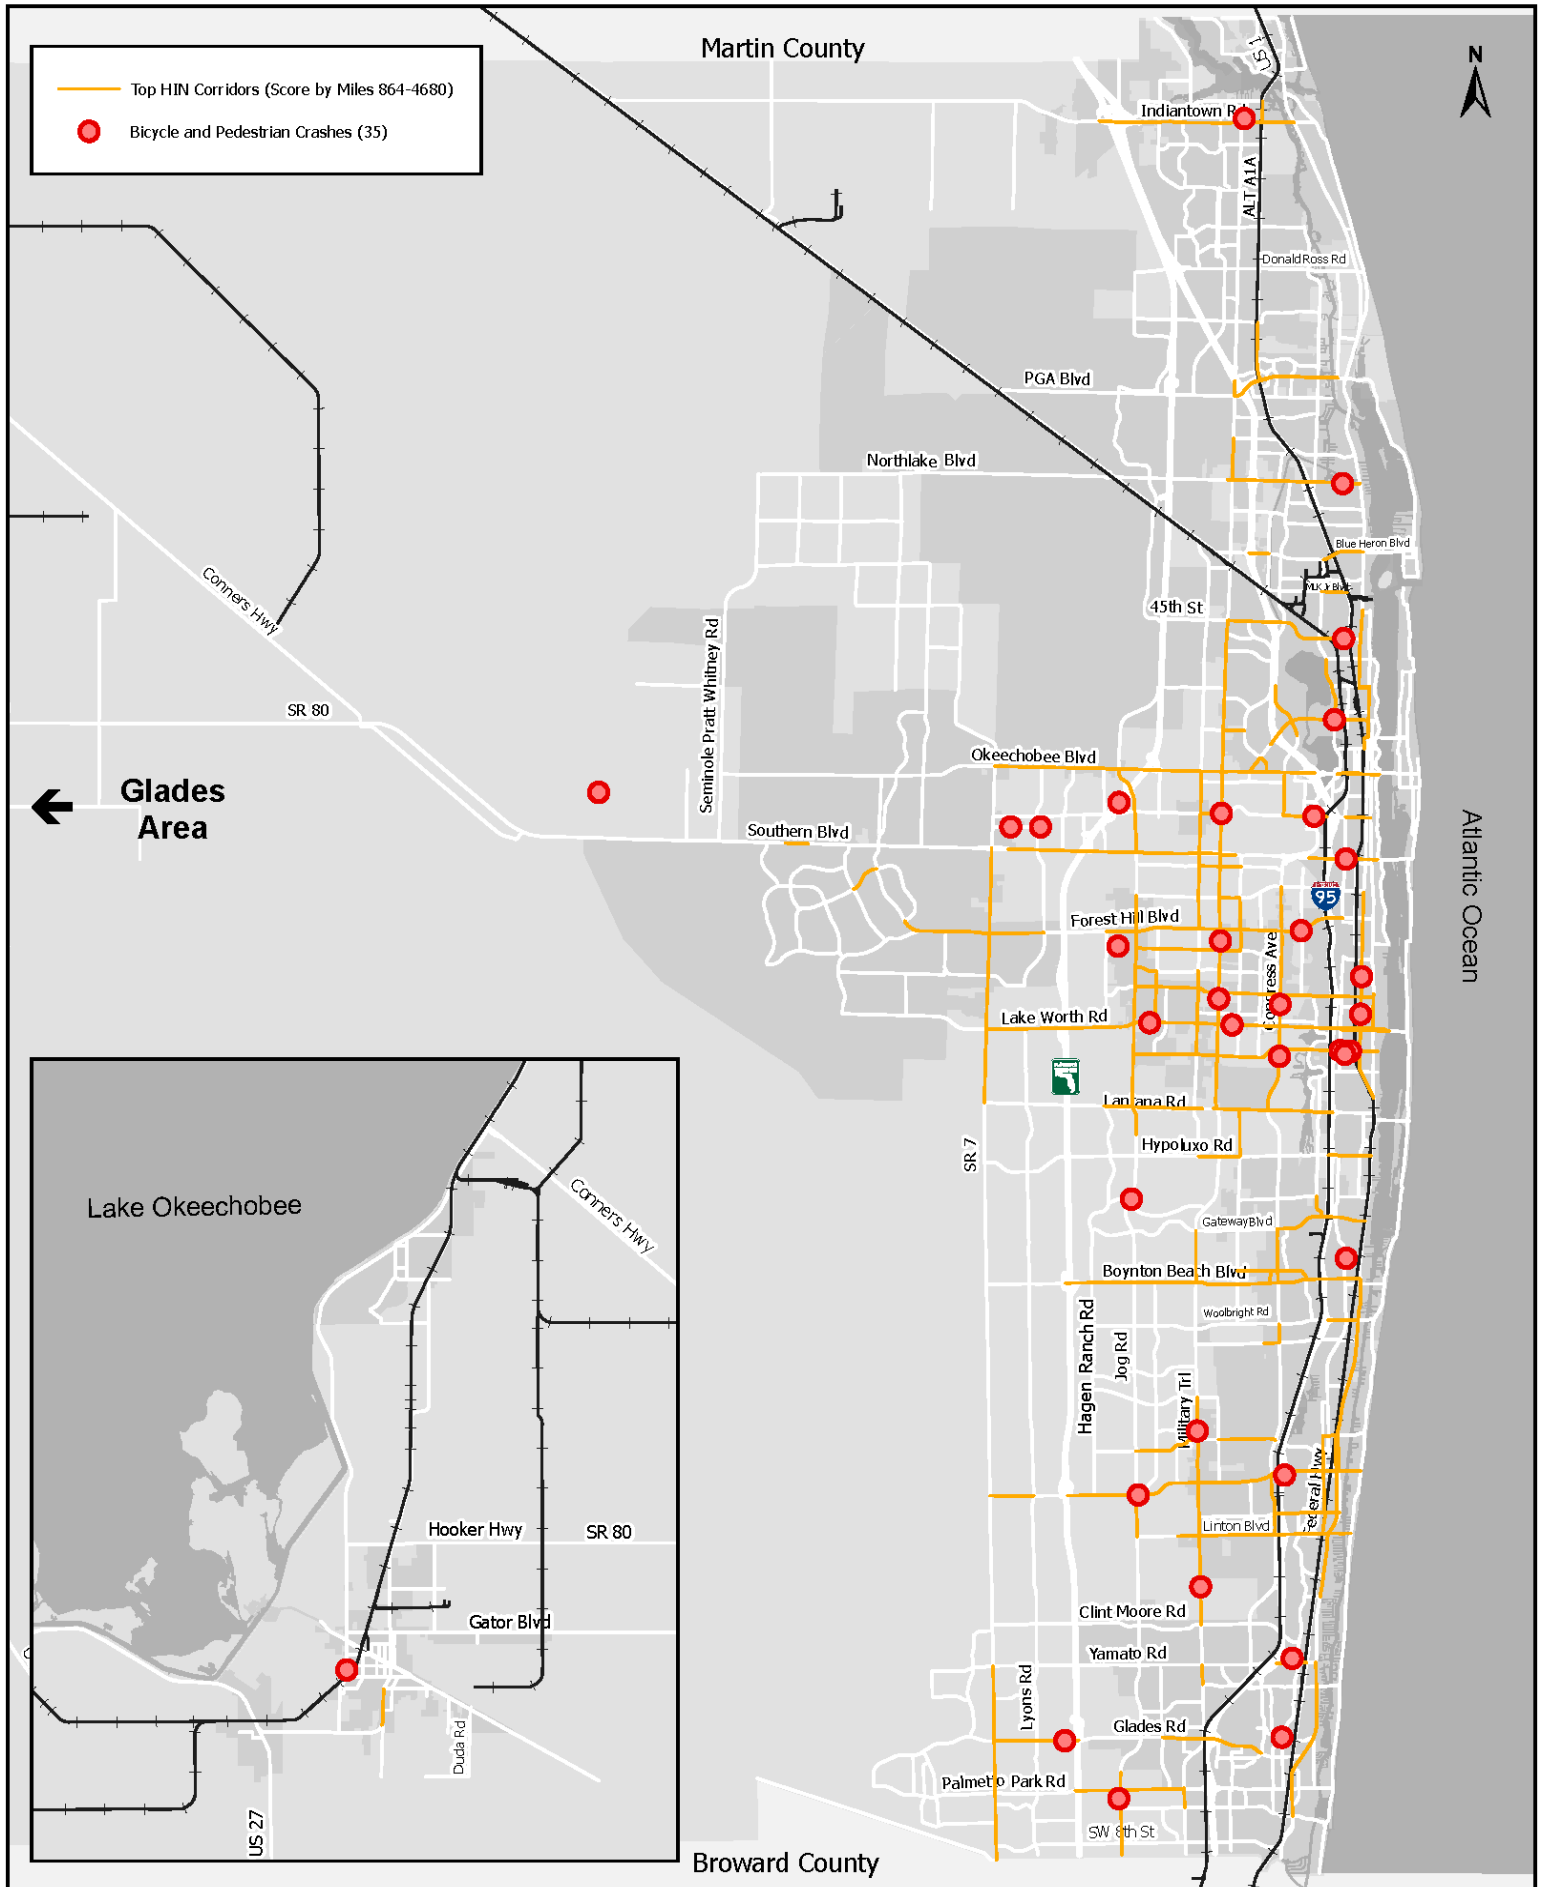 Martin County
N
Top HIN Corridors (Score by Miles 864-4680)
Bicycle and Pedestrian Crashes (35)
US 1
Indiantown Rd
ALT A1A
Donald Ross Rd
PGA Blvd
Northlake Blvd
Blue Heron Blvd
MLK Jr Blvd
45th St
Conners Hwy
Seminole Pratt Whitney Rd
SR 80
Okeechobee Blvd
Glades
Area
Southern Blvd
Atlantic Ocean
95
Forest Hill Blvd
Congress Ave
Lake Worth Rd
Lantana Rd
SR 7
Hypoluxo Rd
Gateway Blvd
Boynton Beach Blvd
Woolbright Rd
Hagen Ranch Rd
Jog Rd
Military Trl
Federal Hwy
Linton Blvd
Clint Moore Rd
Yamato Rd
Lyons Rd
Glades Rd
Palmetto Park Rd
SW 8th St
Broward County
Lake Okeechobee
Conners Hwy
Hooker Hwy
SR 80
Gator Blvd
Duda Rd
US 27